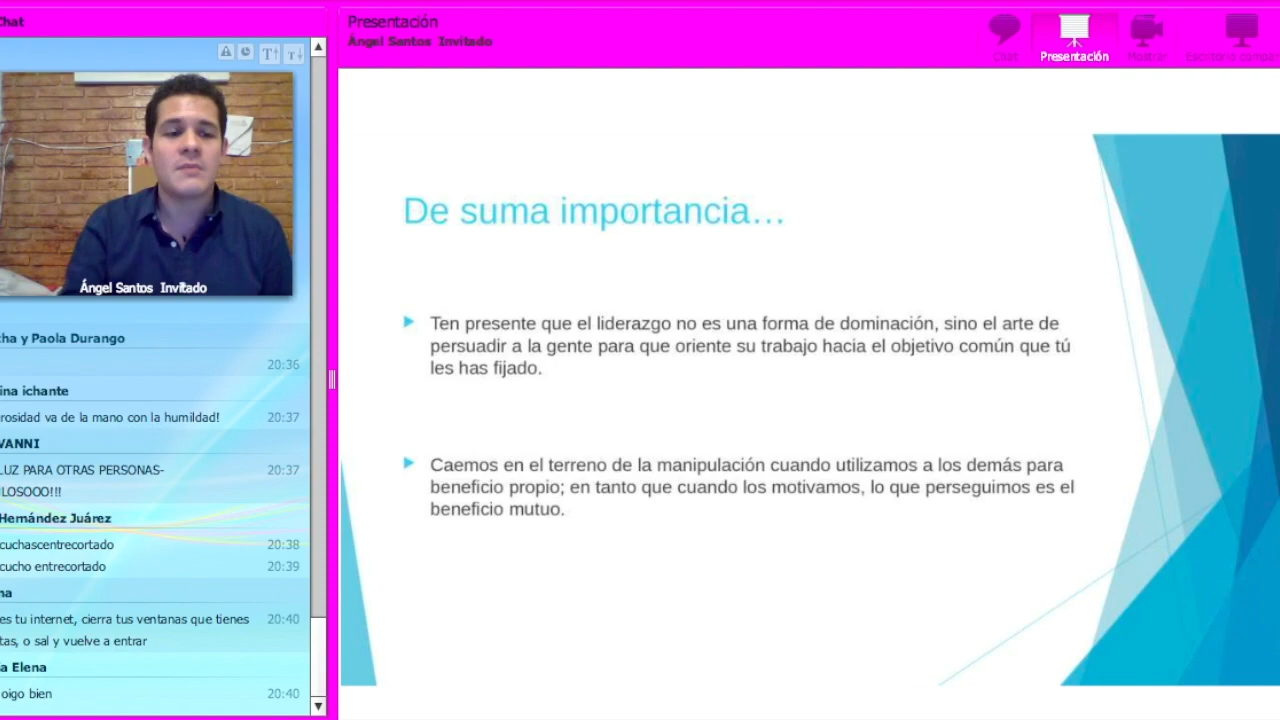 Chat
Ángel Santos Invitado
cha y Paola Durango
20:36
ina ichante
rosidad va de la mano con la humildad!
20:37
VANNI
LUZ PARA OTRAS PERSONAS-
20:37
LOSOOO!!!
Hernández Juárez
cuchascentrecortado
20:38
cucho entrecortado
20:39
na
es tu internet, cierra tus ventanas que tienes
20:40
tas, o sal y vuelve a entrar
a Elena
oigo bien
20:40
Presentación
Ángel Santos Invitado
Chat
Presentación
Mostrar
Escritorio compar
De suma importancia...
Ten presente que el liderazgo no es una forma de dominación, sino el arte de
persuadir a la gente para que oriente su trabajo hacia el objetivo común que tú
les has fijado.
Caemos en el terreno de la manipulación cuando utilizamos a los demás para
beneficio propio; en tanto que cuando los motivamos, lo que perseguimos es el
beneficio mutuo.